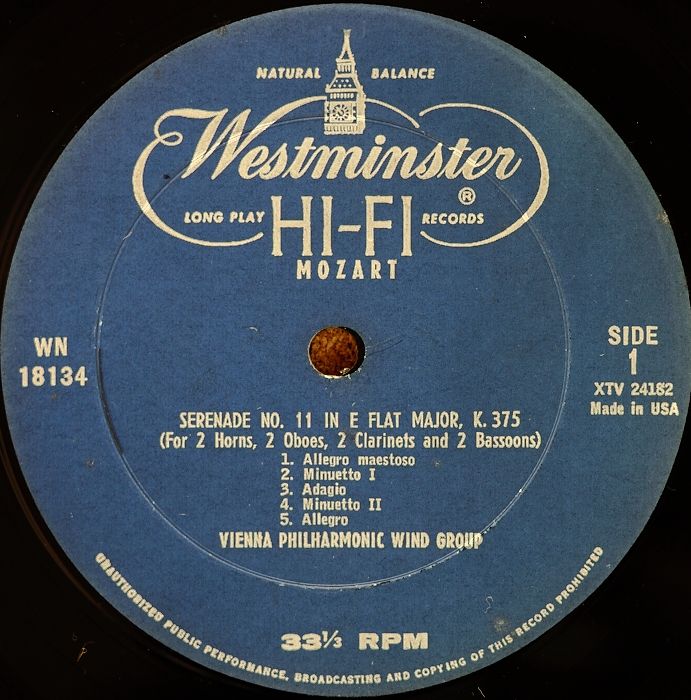 NATURAL BALANCE
Westminster
®
LONG PLAY HI-FI RECORDS
MOZART
WN
18134
SIDE
1
XTV 24182
Made in USA
SERENADE NO. 11 IN E FLAT MAJOR, K. 375
(For 2 Horns, 2 Oboes, 2 Clarinets and 2 Bassoons)
1. Allegro maestoso
2. Minuetto I
3. Adagio
4. Minuetto II
5. Allegro
VIENNA PHILHARMONIC WIND GROUP
33⅓ RPM
UNAUTHORIZED PUBLIC PERFORMANCE, BROADCASTING AND COPYING OF THIS RECORD PROHIBITED